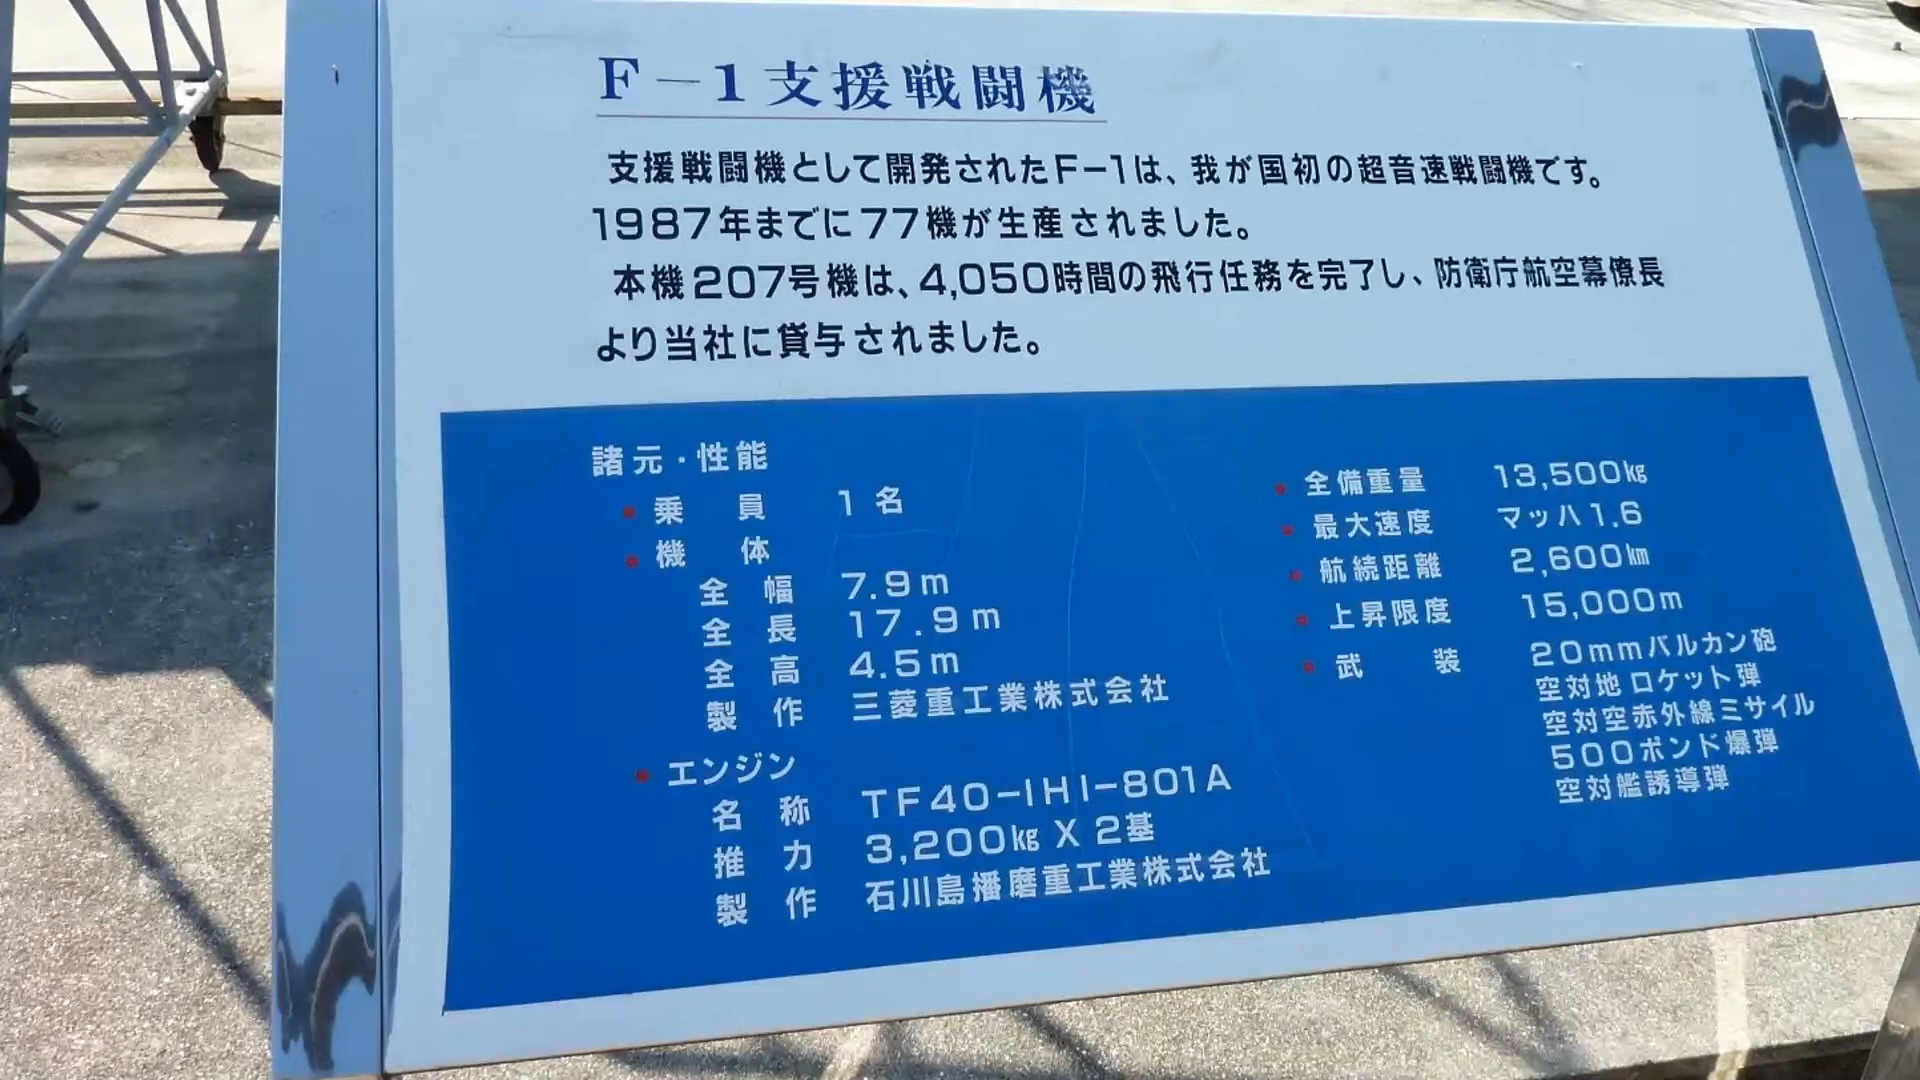 F－1支援戦闘機
支援戦闘機として開発されたF－1は、我が国初の超音速戦闘機です。
1987年までに77機が生産されました。
本機207号機は、4,050時間の飛行任務を完了し、防衛庁航空幕僚長
より当社に貸与されました。
諸元・性能
・乗員 1名
・機体
全幅 7.9m
全長 17.9m
全高 4.5m
製作 三菱重工業株式会社
・エンジン
名称 TF40－IHI－801A
推力 3,200㎏ X 2基
製作 石川島播磨重工業株式会社
・全備重量 13,500㎏
・最大速度 マッハ1.6
・航続距離 2,600㎞
・上昇限度 15,000m
・武装 20mmバルカン砲
空対地ロケット弾
空対空赤外線ミサイル
500ポンド爆弾
空対艦誘導弾